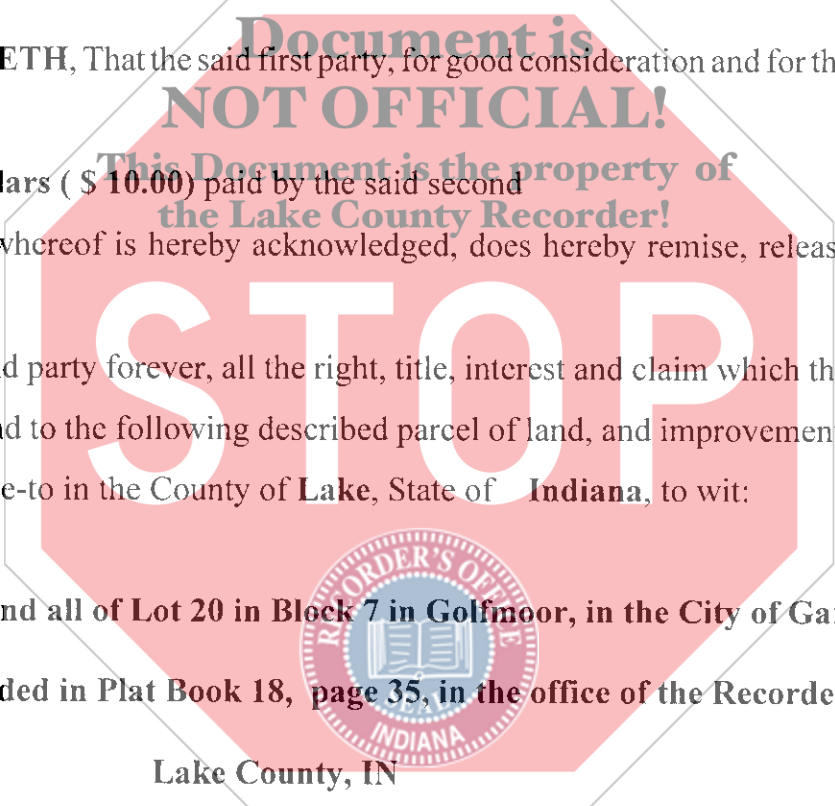 Document is
ETH, That the said first party, for good consideration and for th
NOT OFFICIAL!
This Document is the property of
lars ( $ 10.00) paid by the said second
the Lake County Recorder!
whereof is hereby acknowledged, does hereby remise, releas
STOP
d party forever, all the right, title, interest and claim which th
d to the following described parcel of land, and improvemen
e-to in the County of Lake, State of Indiana, to wit:
RECORDER'S OFFICE
nd all of Lot 20 in Block 7 in Golfmoor, in the City of Ga
ded in Plat Book 18, page 35, in the office of the Recorde
SEAL
INDIANA
Lake County, IN